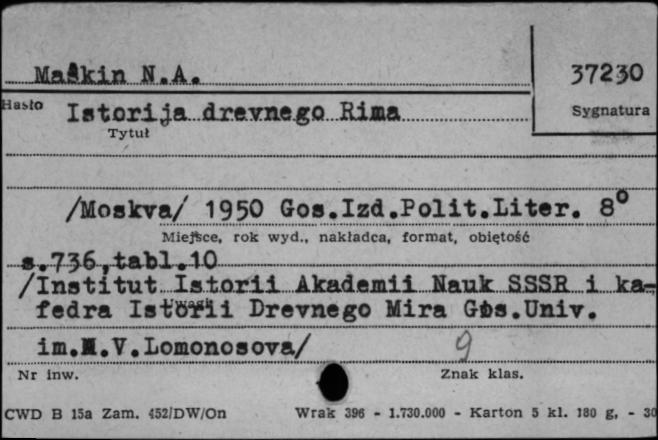 Maškin N.A.
37230
Hasło Istorija drevnego Rima
Sygnatura
Tytuł
/Moskva/ 1950 Gos.Izd.Polit.Liter. 8°
Miejsce, rok wyd., nakładca, format, objętość
s.736,tabl.10
/Institut Istorii Akademii Nauk SSSR i ka-
Uwagi
fedra Istorii Drevnego Mira Gos.Univ.
im.M.V.Lomonosova/ 9
Nr inw. Znak klas.
CWD B 15a Zam. 452/DW/On Wrak 396 - 1.730.000 - Karton 5 kl. 180 g, - 30